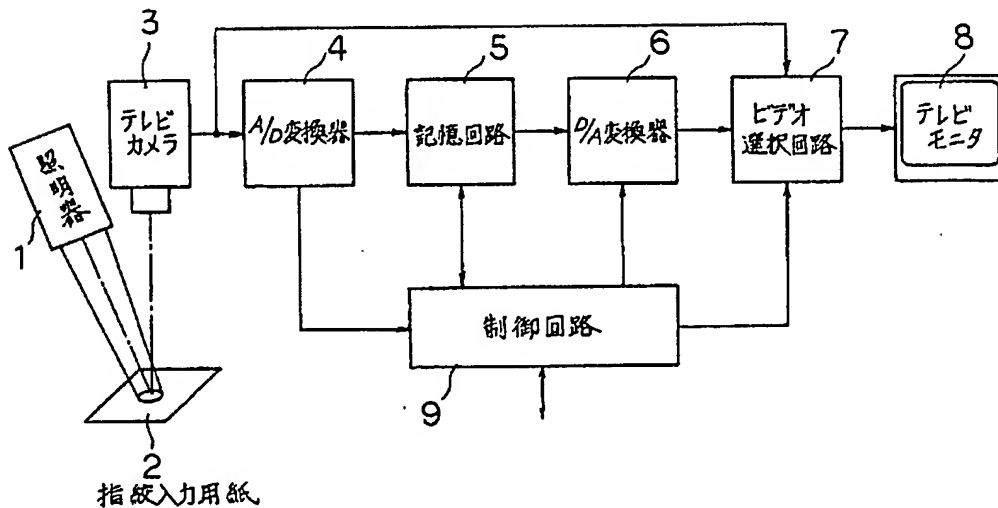 3
4
5
6
7
8
テレビ
カメラ
A/D変換器
記憶回路
D/A変換器
ビデオ
選択回路
テレビ
モニタ
照明器
1
制御回路
9
2
指紋入力用紙